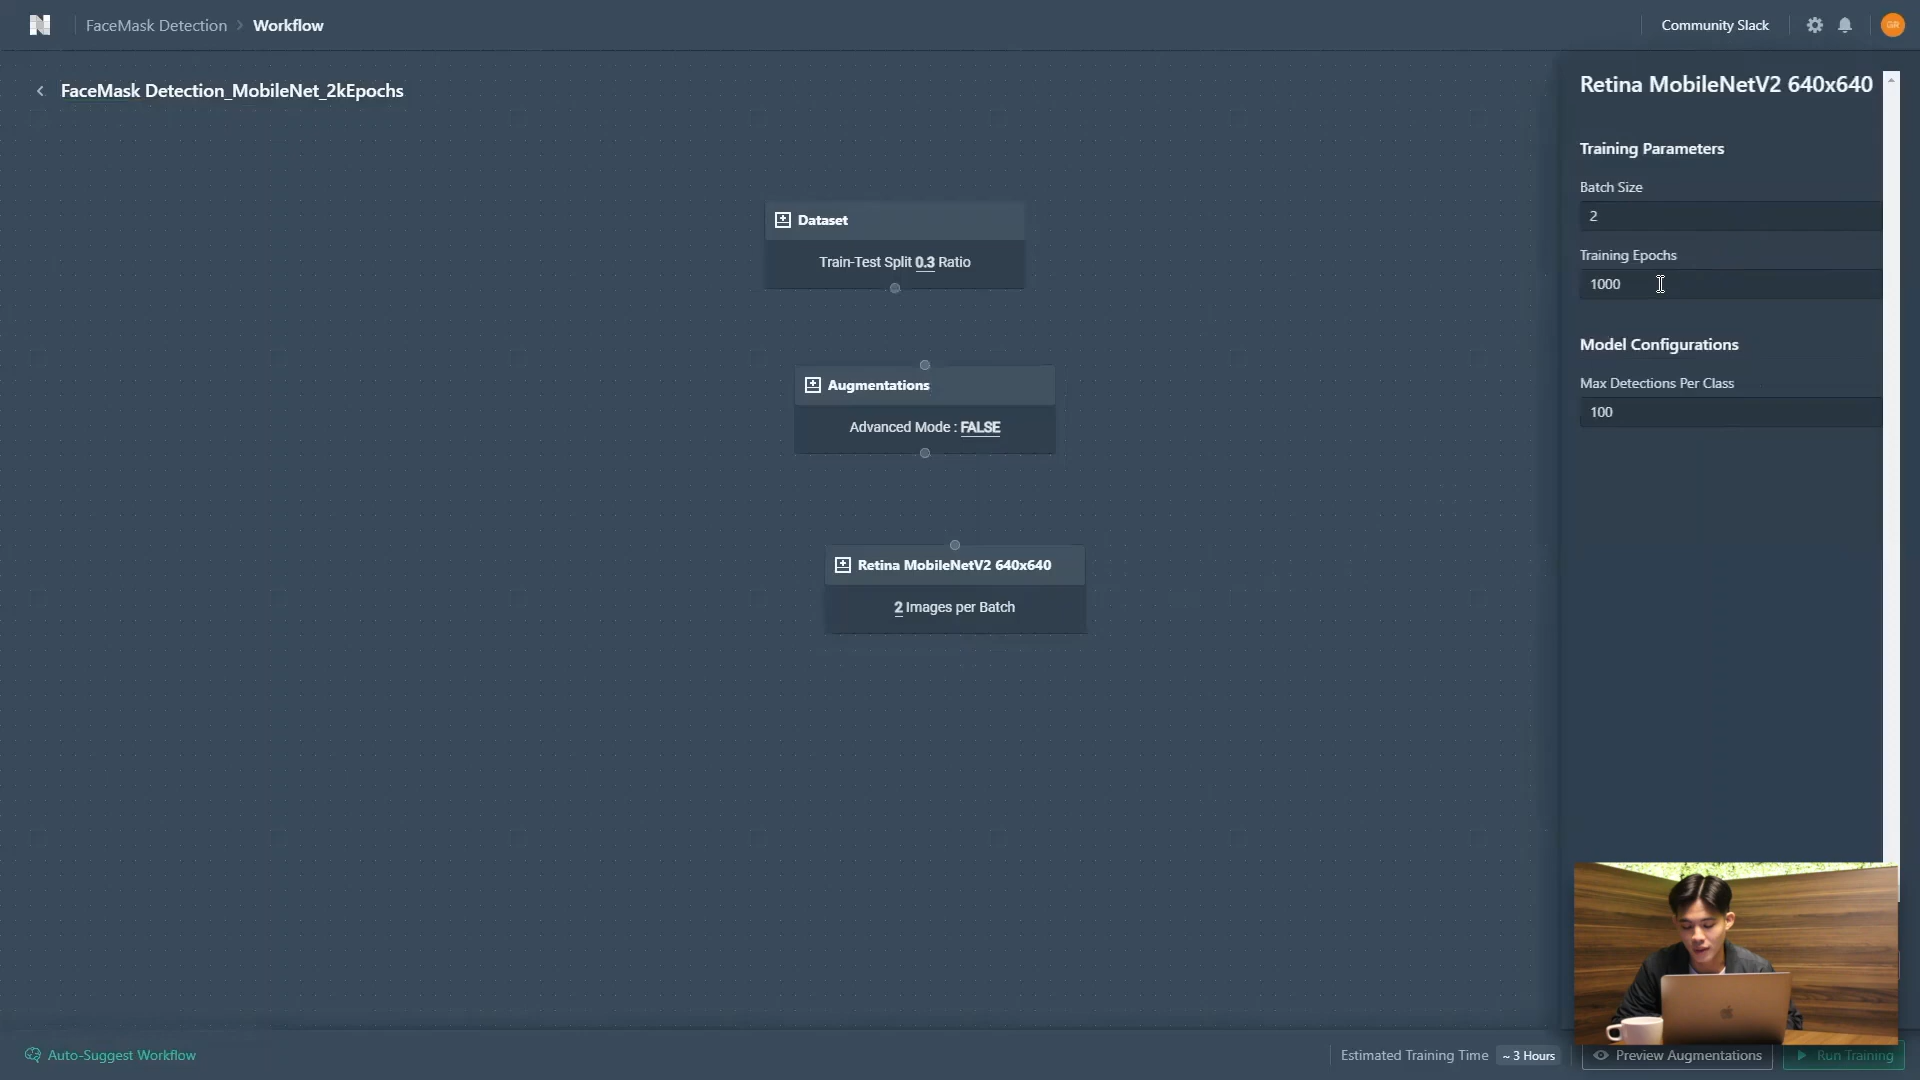 FaceMask Detection > Workflow
Community Slack
GR
FaceMask Detection_MobileNet_2kEpochs
Dataset
Train-Test Split 0.3 Ratio
Augmentations
Advanced Mode : FALSE
Retina MobileNetV2 640x640
2 Images per Batch
Retina MobileNetV2 640x640
Training Parameters
Batch Size
2
Training Epochs
1000
Model Configurations
Max Detections Per Class
100
Auto-Suggest Workflow
Estimated Training Time ~ 3 Hours
Preview Augmentations
Run Training